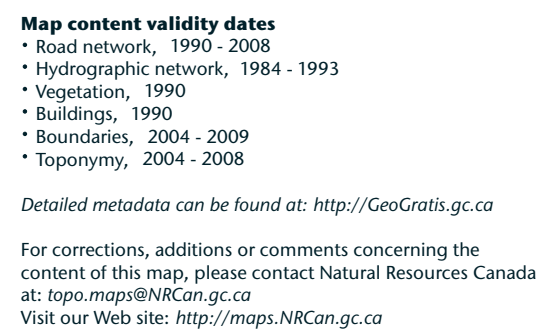 Map content validity dates
• Road network, 1990 - 2008
• Hydrographic network, 1984 - 1993
• Vegetation, 1990
• Buildings, 1990
• Boundaries, 2004 - 2009
• Toponymy, 2004 - 2008
Detailed metadata can be found at: http://GeoGratis.gc.ca
For corrections, additions or comments concerning the
content of this map, please contact Natural Resources Canada
at: topo.maps@NRCan.gc.ca
Visit our Web site: http://maps.NRCan.gc.ca